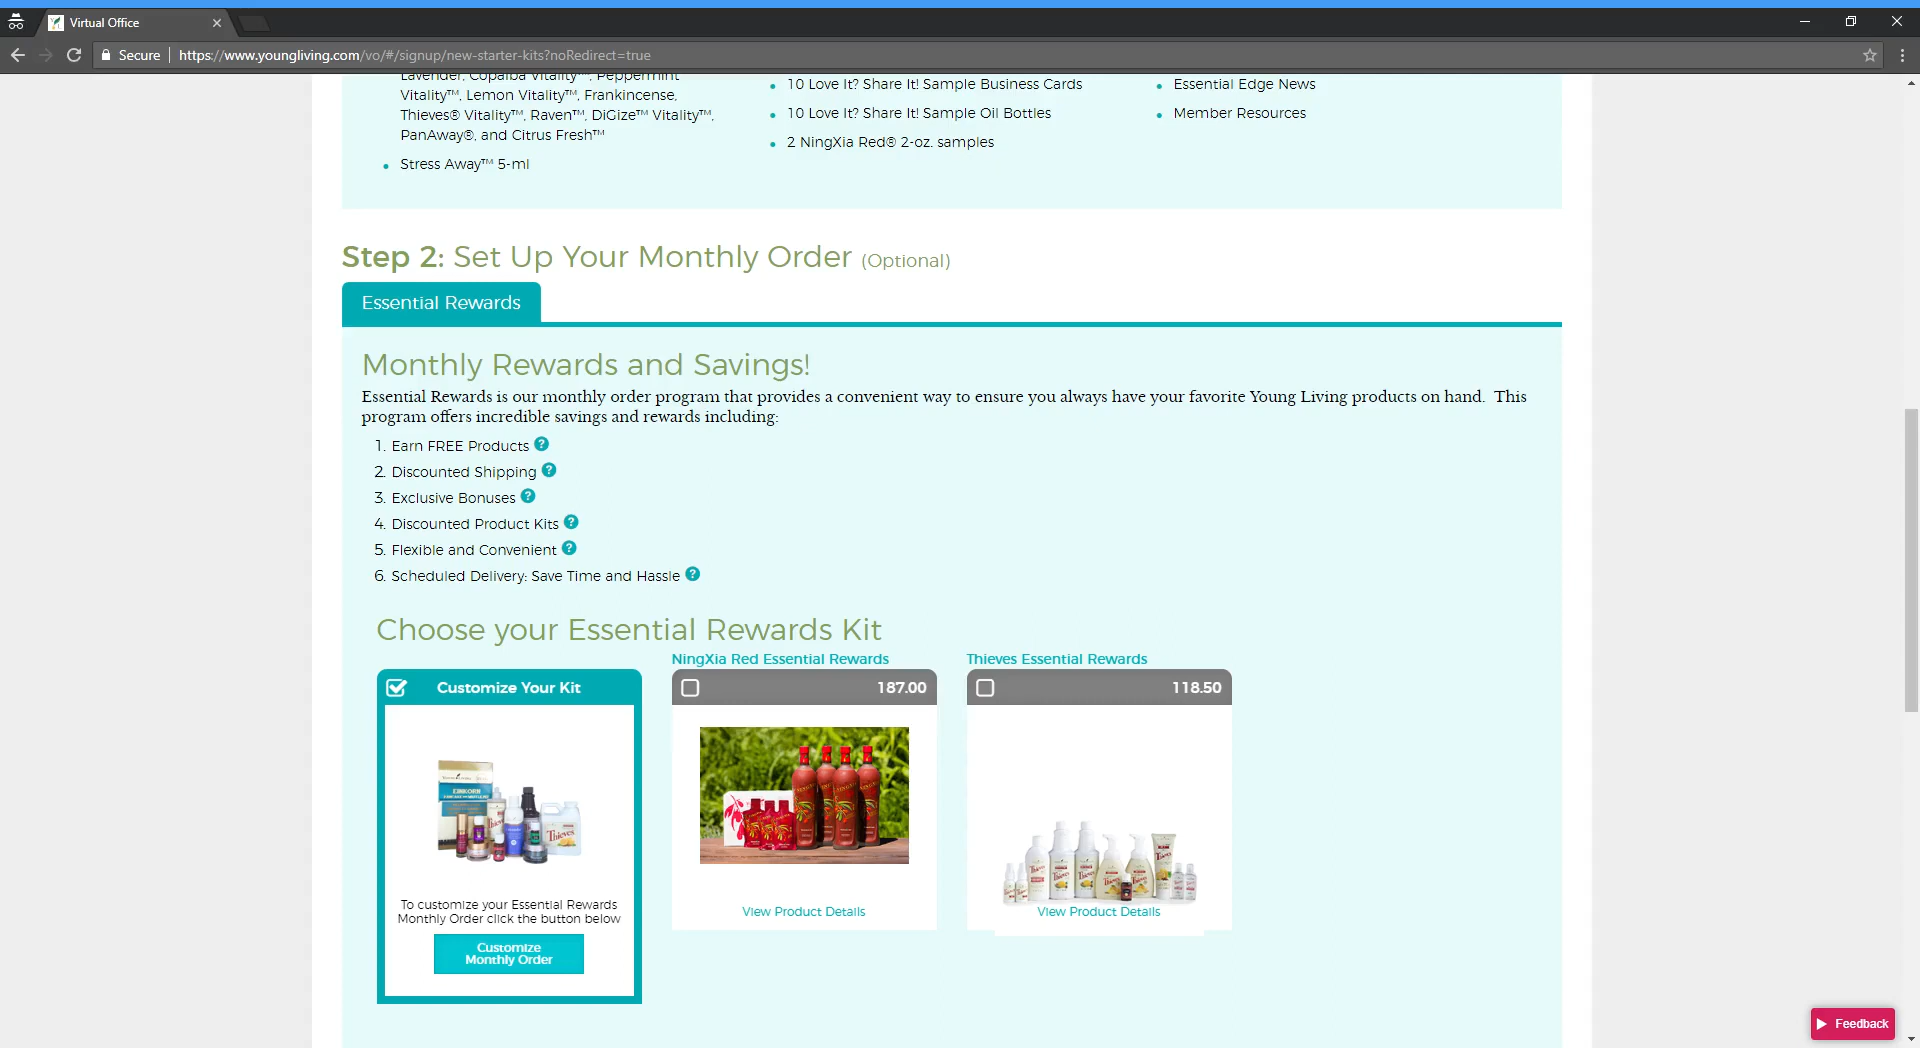 Virtual Office
Secure | https://www.youngliving.com/vo/#/signup/new-starter-kits?noRedirect=true
Lavender, Copaiba Vitality™, Peppermint
Vitality™, Lemon Vitality™, Frankincense,
Thieves® Vitality™, Raven™, DiGize™ Vitality™,
PanAway®, and Citrus Fresh™
Stress Away™ 5-ml
10 Love It? Share It! Sample Business Cards
10 Love It? Share It! Sample Oil Bottles
2 NingXia Red® 2-oz. samples
Essential Edge News
Member Resources
Step 2: Set Up Your Monthly Order (Optional)
Essential Rewards
Monthly Rewards and Savings!
Essential Rewards is our monthly order program that provides a convenient way to ensure you always have your favorite Young Living products on hand. This
program offers incredible savings and rewards including:
1. Earn FREE Products ?
2. Discounted Shipping ?
3. Exclusive Bonuses ?
4. Discounted Product Kits ?
5. Flexible and Convenient ?
6. Scheduled Delivery: Save Time and Hassle ?
Choose your Essential Rewards Kit
Customize Your Kit
EINKORN
Thieves
To customize your Essential Rewards
Monthly Order click the button below
Customize
Monthly Order
NingXia Red Essential Rewards
187.00
View Product Details
Thieves Essential Rewards
118.50
View Product Details
Feedback